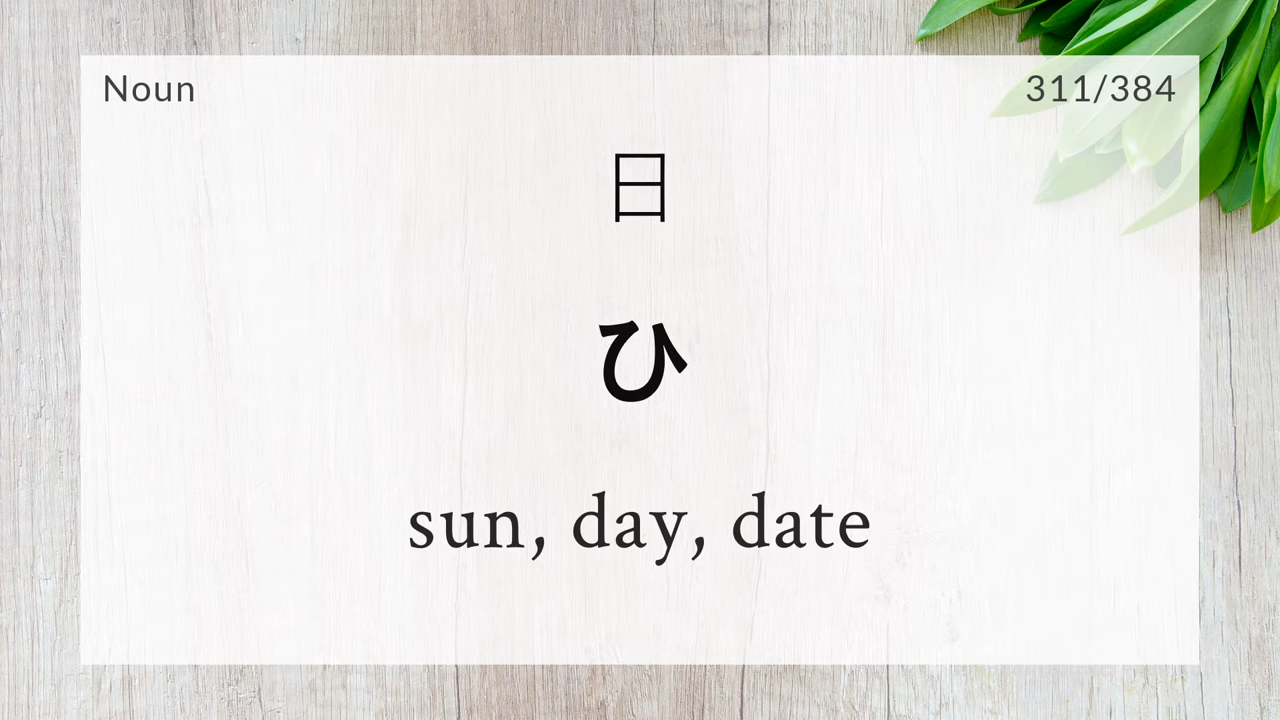 Noun
311/384
日
ひ
sun, day, date